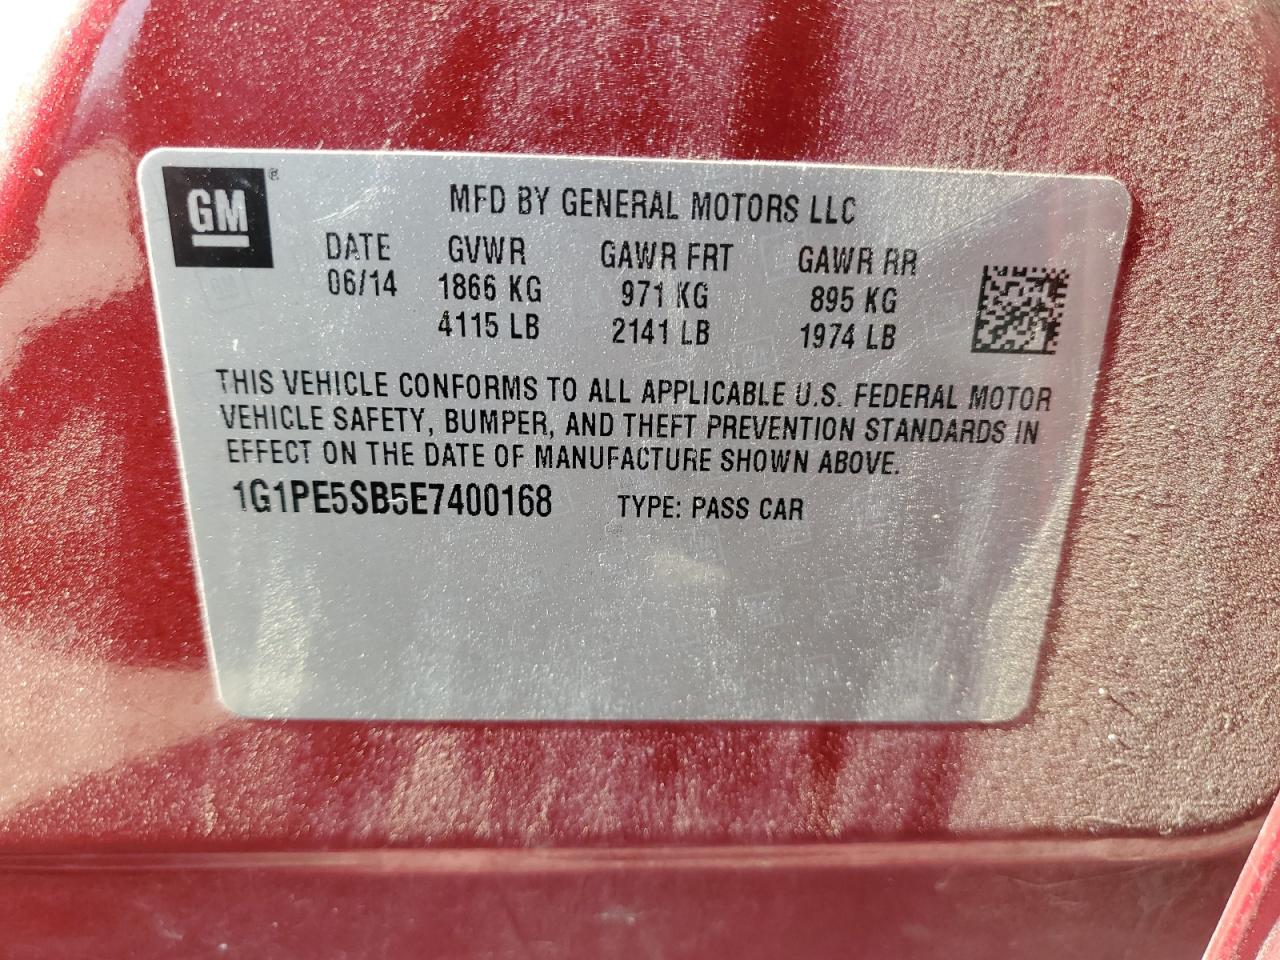 GM®
MFD BY GENERAL MOTORS LLC
DATE GVWR GAWR FRT GAWR RR
06/14 1866 KG 971 KG 895 KG
4115 LB 2141 LB 1974 LB
THIS VEHICLE CONFORMS TO ALL APPLICABLE U.S. FEDERAL MOTOR
VEHICLE SAFETY, BUMPER, AND THEFT PREVENTION STANDARDS IN
EFFECT ON THE DATE OF MANUFACTURE SHOWN ABOVE.
1G1PE5SB5E7400168 TYPE: PASS CAR